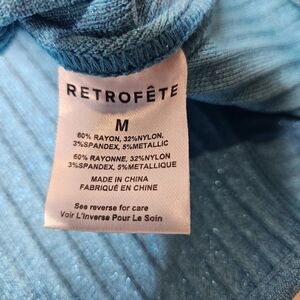 RETROFÊTE
M
60% RAYON, 32%NYLON,
3%SPANDEX, 5%METALLIC
60% RAYONNE, 32%NYLON
3%SPANDEX, 5%METALLIQUE
MADE IN CHINA
FABRIQUÉ EN CHINE
See reverse for care
Voir L'Inverse Pour Le Soin